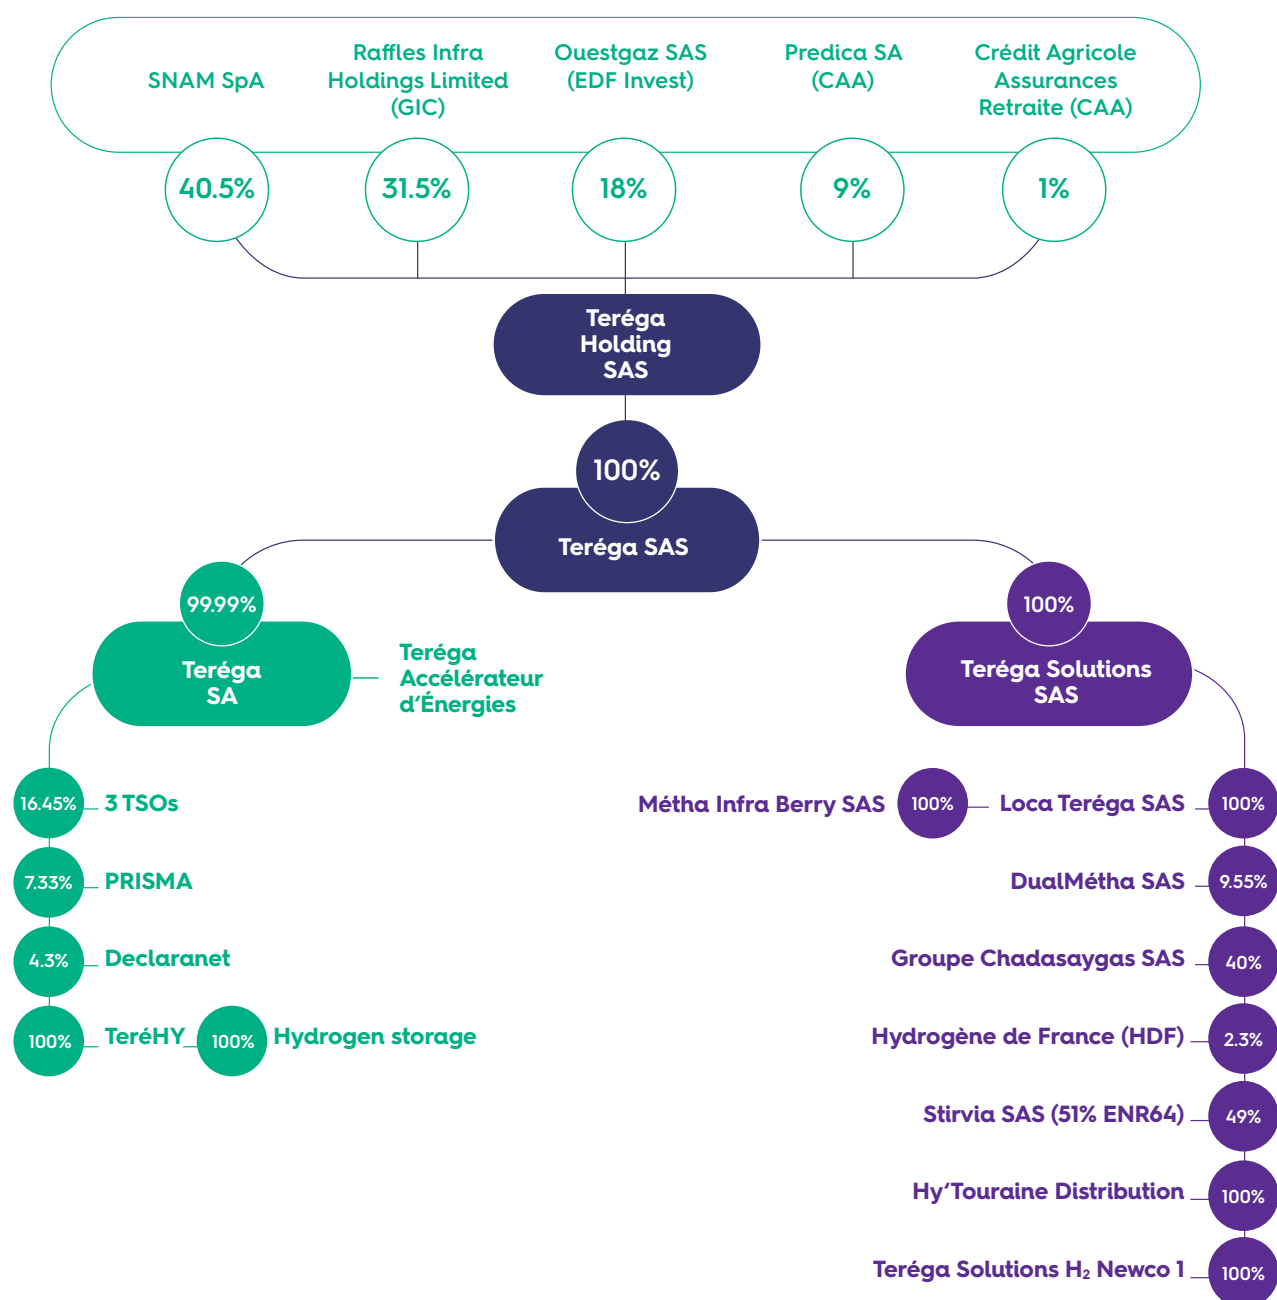 SNAM SpA
Raffles Infra
Holdings Limited
(GIC)
Ouestgaz SAS
(EDF Invest)
Predica SA
(CAA)
Crédit Agricole
Assurances
Retraite (CAA)
40.5%
31.5%
18%
9%
1%
Teréga
Holding
SAS
100%
Teréga SAS
99.99%
Teréga
SA
Teréga
Accélérateur
d‘Énergies
100%
Teréga Solutions
SAS
16.45%
3 TSOs
7.33%
PRISMA
4.3%
Declaranet
100%
TeréHY
100%
Hydrogen storage
Métha Infra Berry SAS
100%
Loca Teréga SAS
100%
DualMétha SAS
9.55%
Groupe Chadasaygas SAS
40%
Hydrogène de France (HDF)
2.3%
Stirvia SAS (51% ENR64)
49%
Hy‘Touraine Distribution
100%
Teréga Solutions H₂ Newco 1
100%